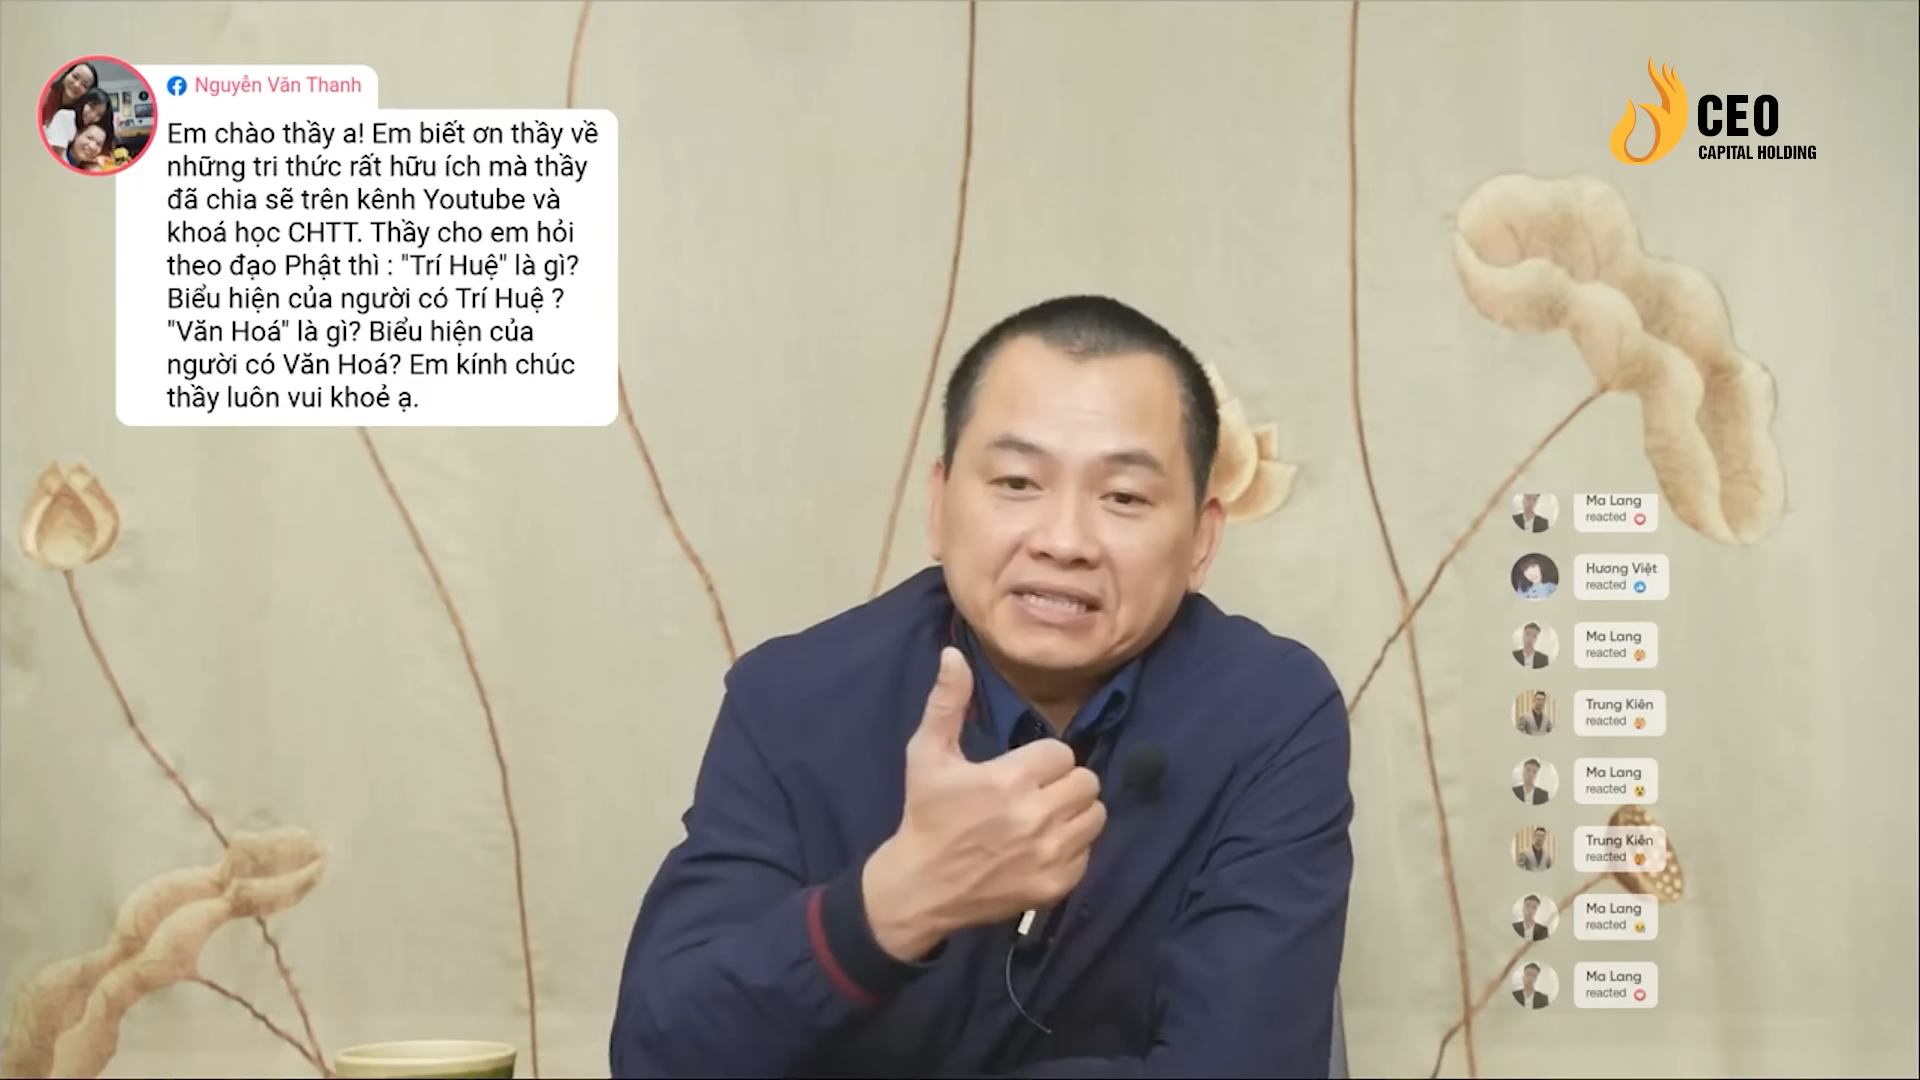 Nguyễn Văn Thanh
Em chào thầy ạ! Em biết ơn thầy về
những tri thức rất hữu ích mà thầy
đã chia sẽ trên kênh Youtube và
khoá học CHTT. Thầy cho em hỏi
theo đạo Phật thì : "Trí Huệ" là gì?
Biểu hiện của người có Trí Huệ ?
"Văn Hoá" là gì? Biểu hiện của
người có Văn Hoá? Em kính chúc
thầy luôn vui khoẻ ạ.
CEO
CAPITAL HOLDING
Ma Lang
reacted
Hương Việt
reacted
Ma Lang
reacted
Trung Kiên
reacted
Ma Lang
reacted
Trung Kiên
reacted
Ma Lang
reacted
Ma Lang
reacted